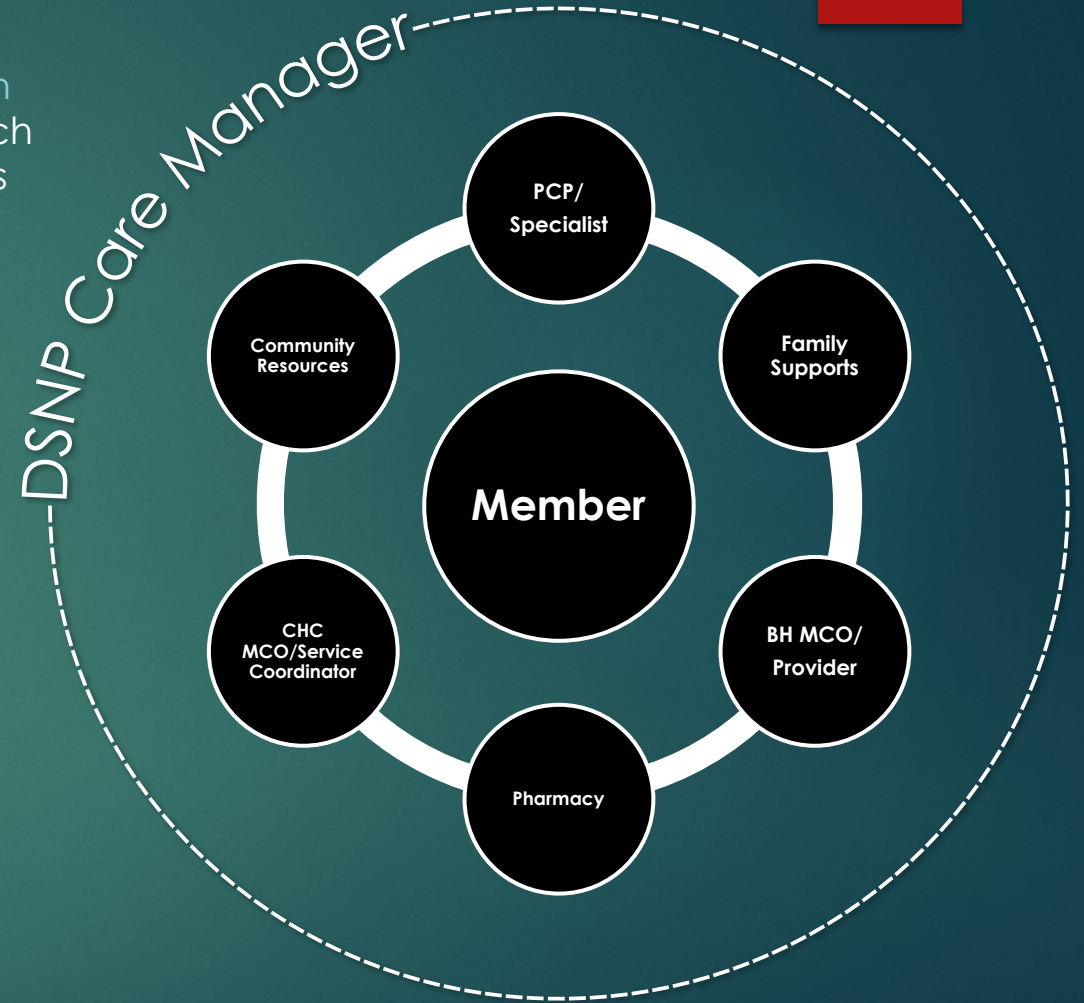 DSNP Care Manager
PCP/
Specialist
Community
Resources
Family
Supports
Member
CHC
MCO/Service
Coordinator
BH MCO/
Provider
Pharmacy